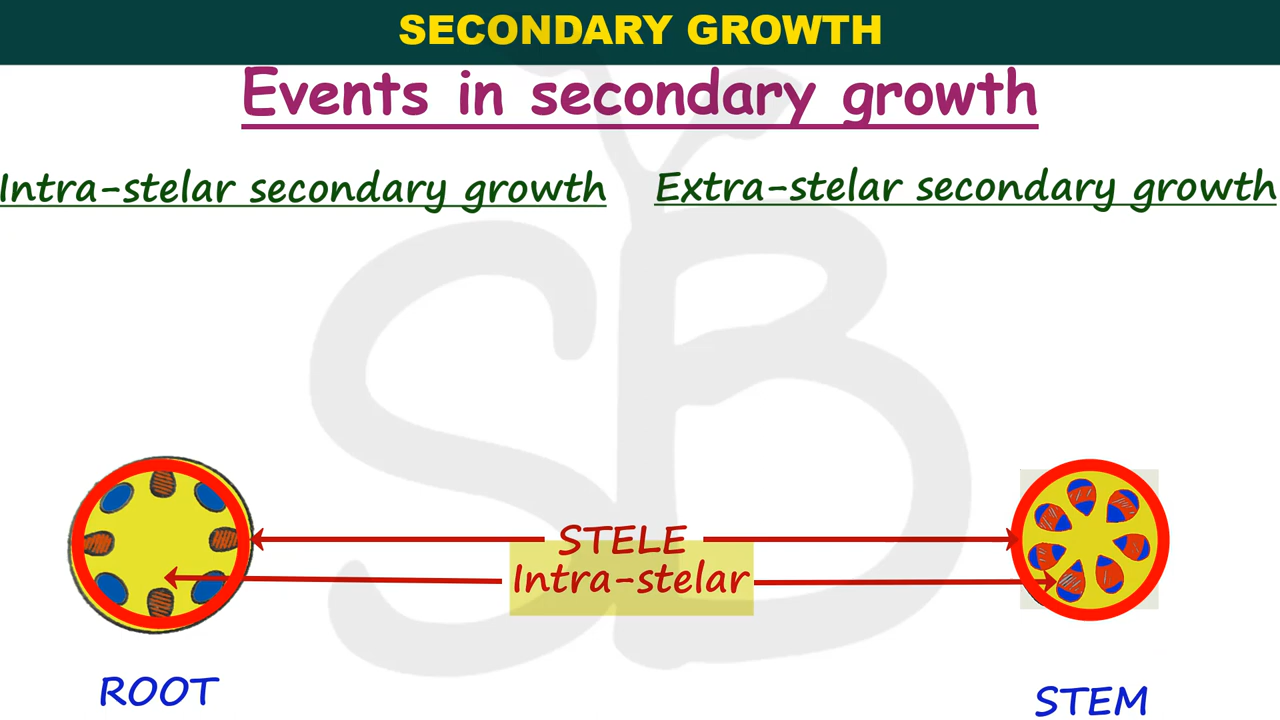 SECONDARY GROWTH
Events in secondary growth
Intra-stelar secondary growth
Extra-stelar secondary growth
STELE
Intra-stelar
ROOT
STEM
SB